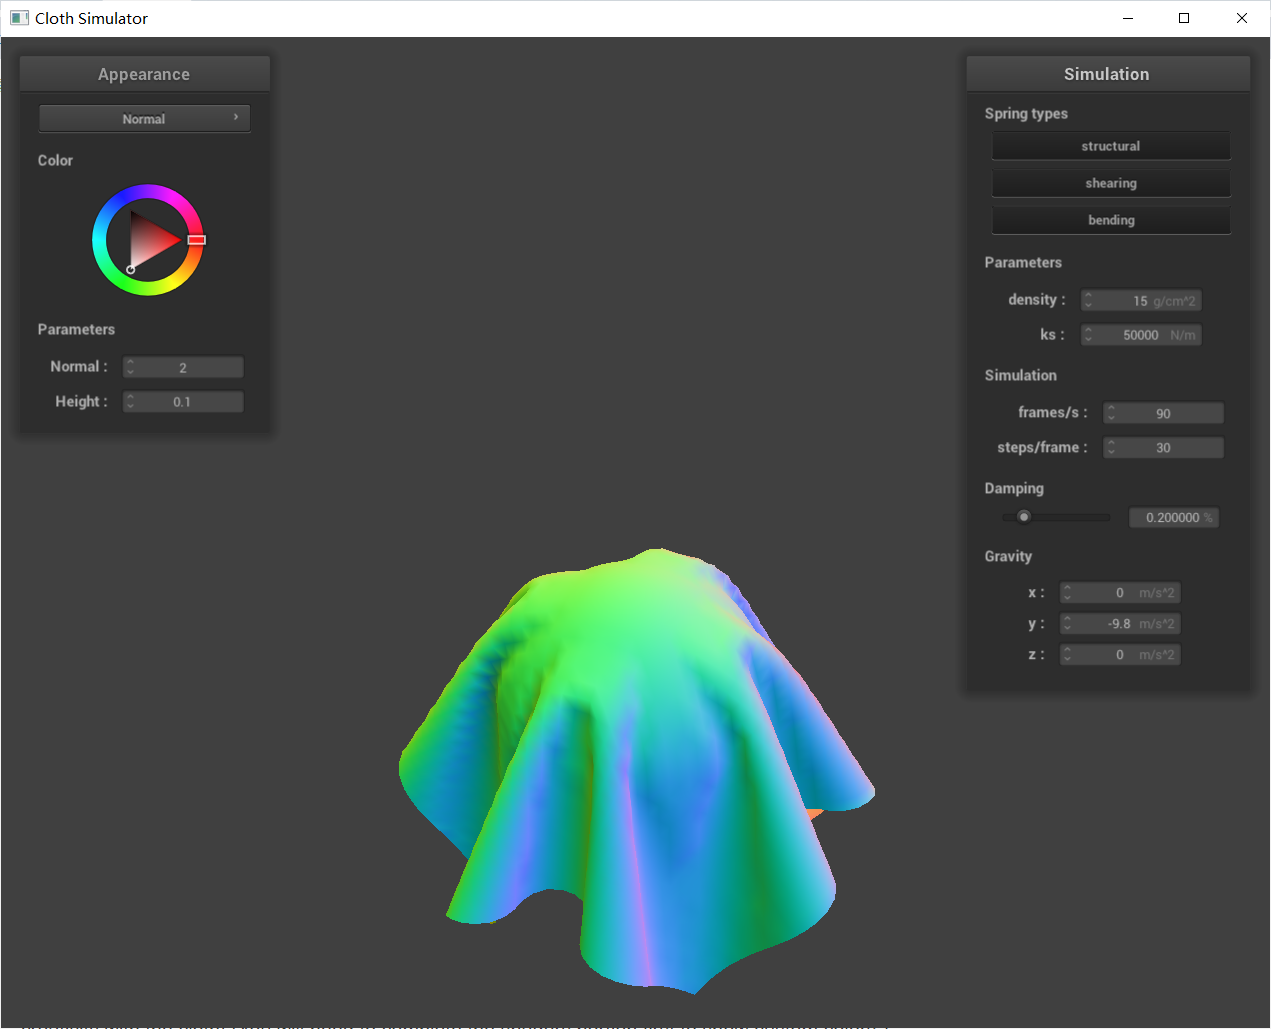 Cloth Simulator
Appearance
Normal
Color
Parameters
Normal : 2
Height : 0.1
Simulation
Spring types
structural
shearing
bending
Parameters
density : 15 g/cm^2
ks : 50000 N/m
Simulation
frames/s : 90
steps/frame : 30
Damping
0.200000 %
Gravity
x : 0 m/s^2
y : -9.8 m/s^2
z : 0 m/s^2